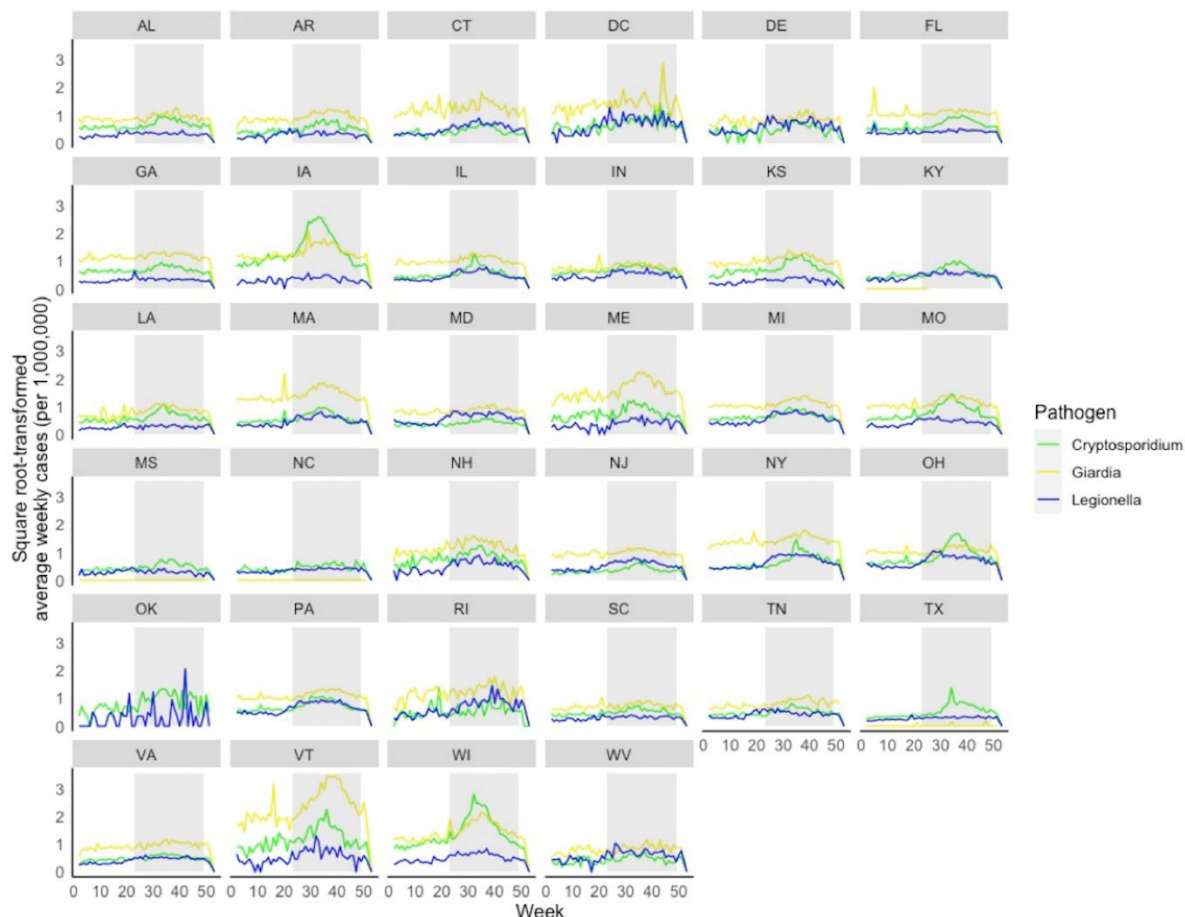 AL AR CT DC DE FL
3
2
1
0
GA IA IL IN KS KY
3
2
1
0
LA MA MD ME MI MO
3
2
1
0
MS NC NH NJ NY OH
3
2
1
0
OK PA RI SC TN TX
3
2
1
0
0 10 20 30 40 50 0 10 20 30 40 50
VA VT WI WV
3
2
1
0
0 10 20 30 40 50 0 10 20 30 40 50 0 10 20 30 40 50 0 10 20 30 40 50
Week
Square root-transformed
average weekly cases (per 1,000,000)
Pathogen
Cryptosporidium
Giardia
Legionella